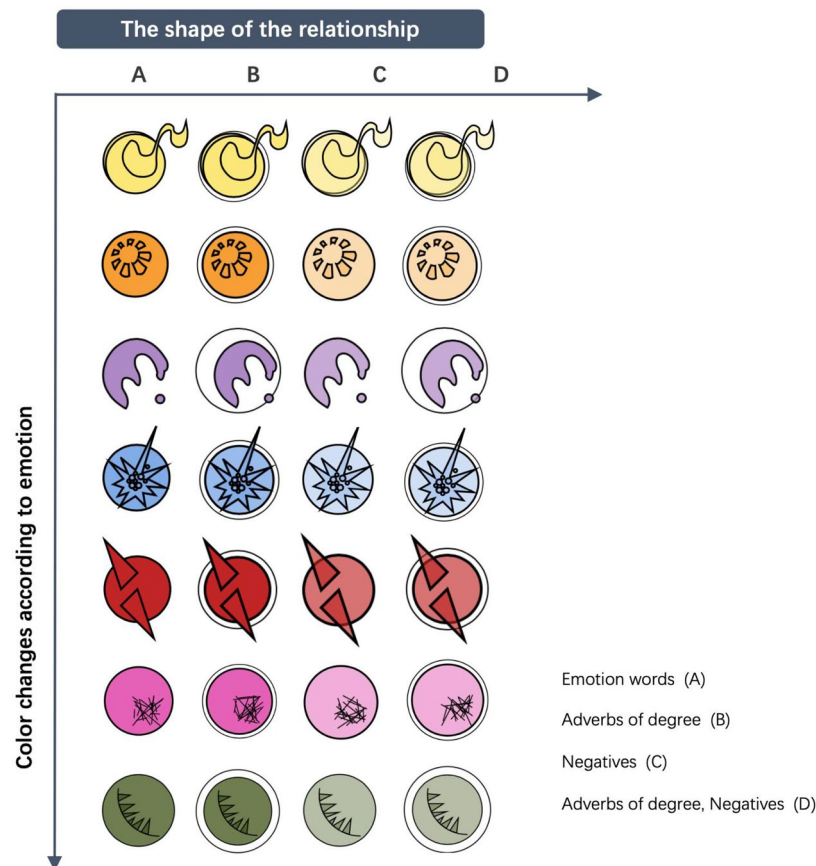 The shape of the relationship
A B C D
Color changes according to emotion
Emotion words (A)
Adverbs of degree (B)
Negatives (C)
Adverbs of degree, Negatives (D)